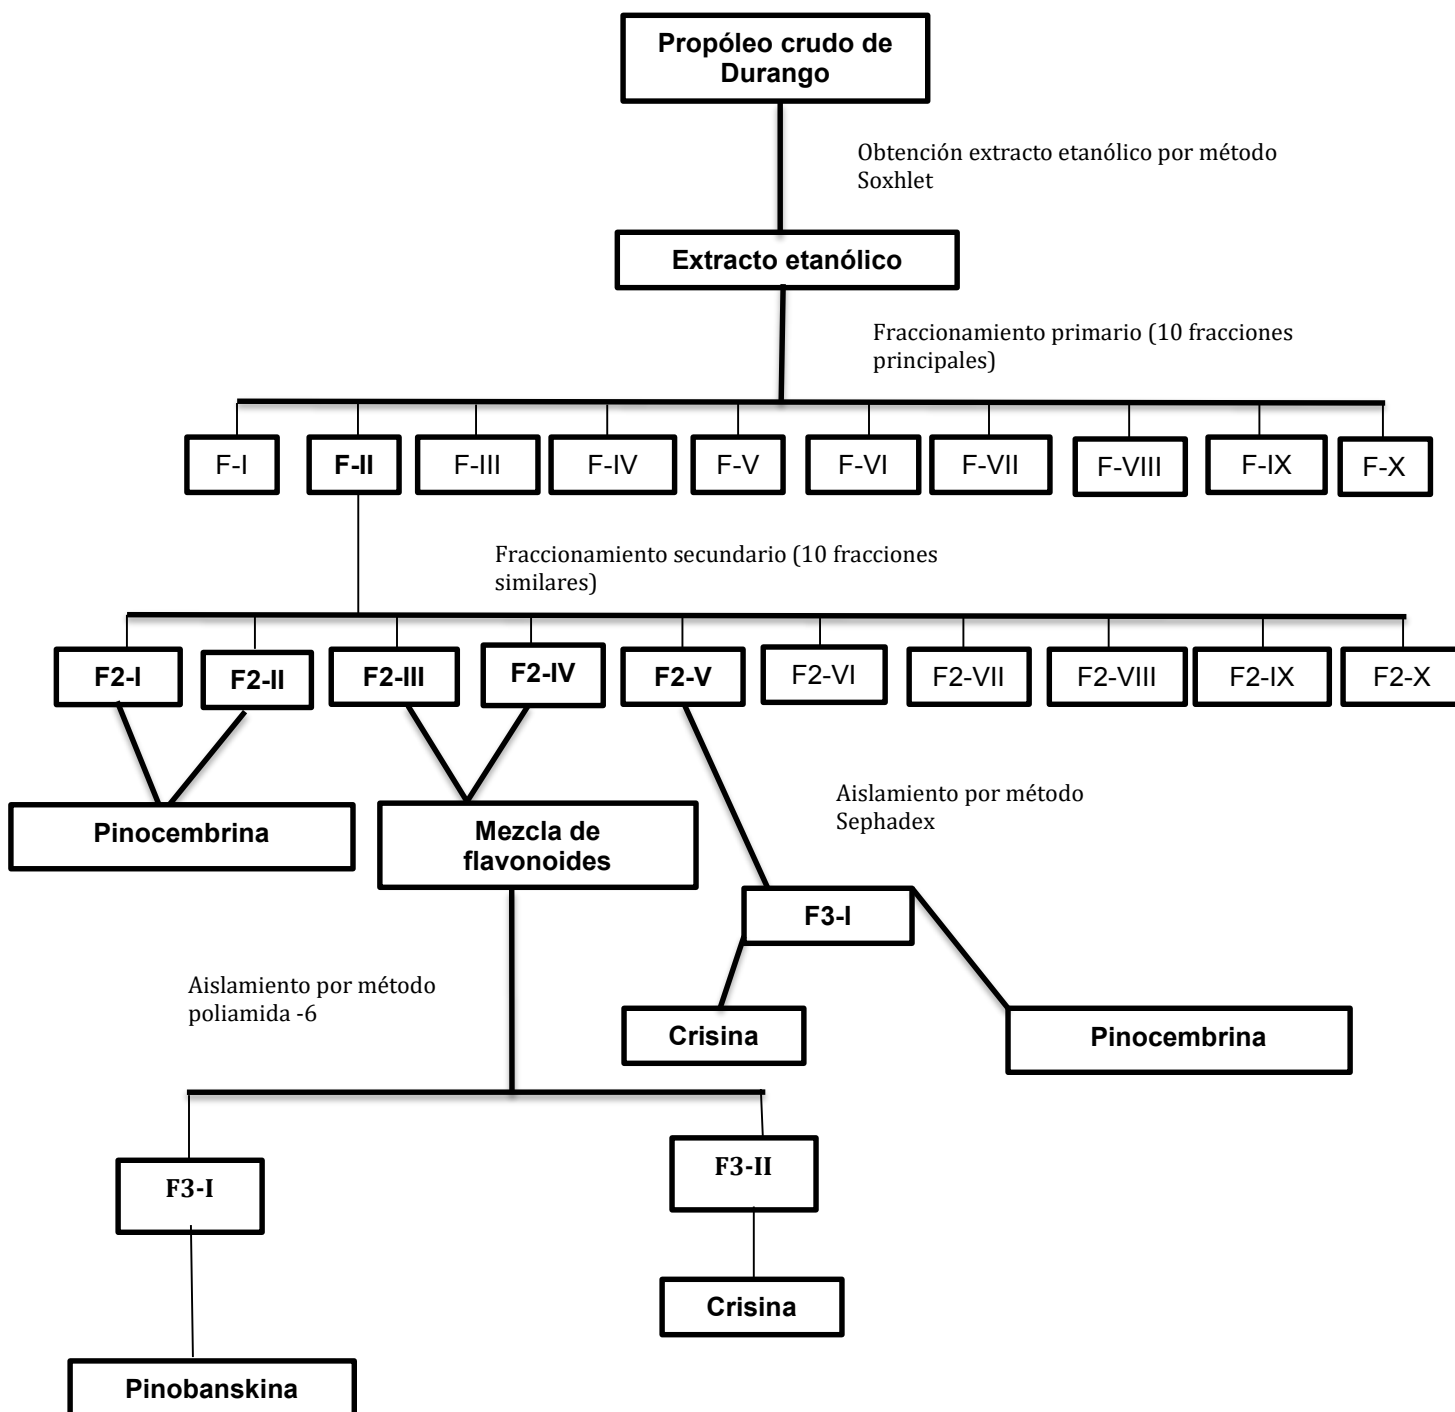 Propóleo crudo de
Durango
Obtención extracto etanólico por método
Soxhlet
Extracto etanólico
Fraccionamiento primario (10 fracciones
principales)
F-I
F-II
F-III
F-IV
F-V
F-VI
F-VII
F-VIII
F-IX
F-X
Fraccionamiento secundario (10 fracciones
similares)
F2-I
F2-II
F2-III
F2-IV
F2-V
F2-VI
F2-VII
F2-VIII
F2-IX
F2-X
Pinocembrina
Mezcla de
flavonoides
Aislamiento por método
Sephadex
F3-I
Aislamiento por método
poliamida -6
Crisina
Pinocembrina
F3-I
F3-II
Crisina
Pinobanskina